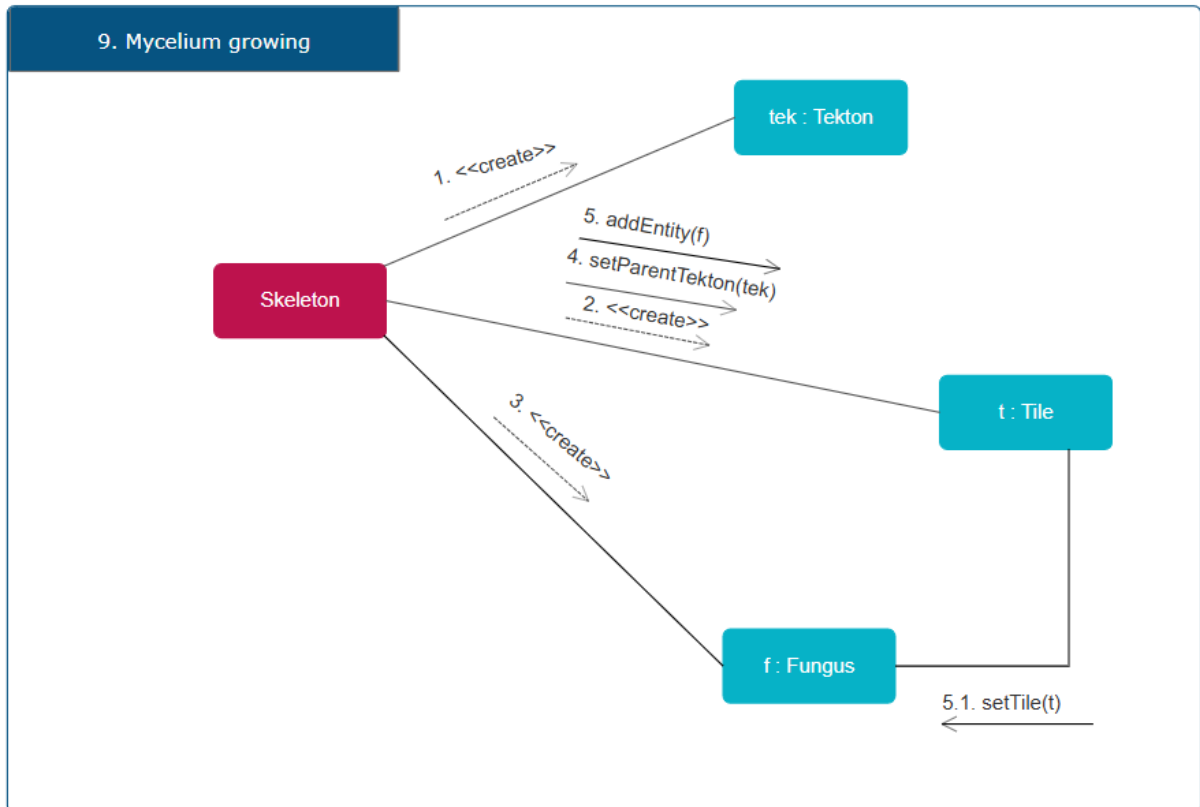 9. Mycelium growing
tek : Tekton
1. <<create>>
5. addEntity(f)
4. setParentTekton(tek)
Skeleton
2. <<create>>
t : Tile
3. <<create>>
f : Fungus
5.1. setTile(t)